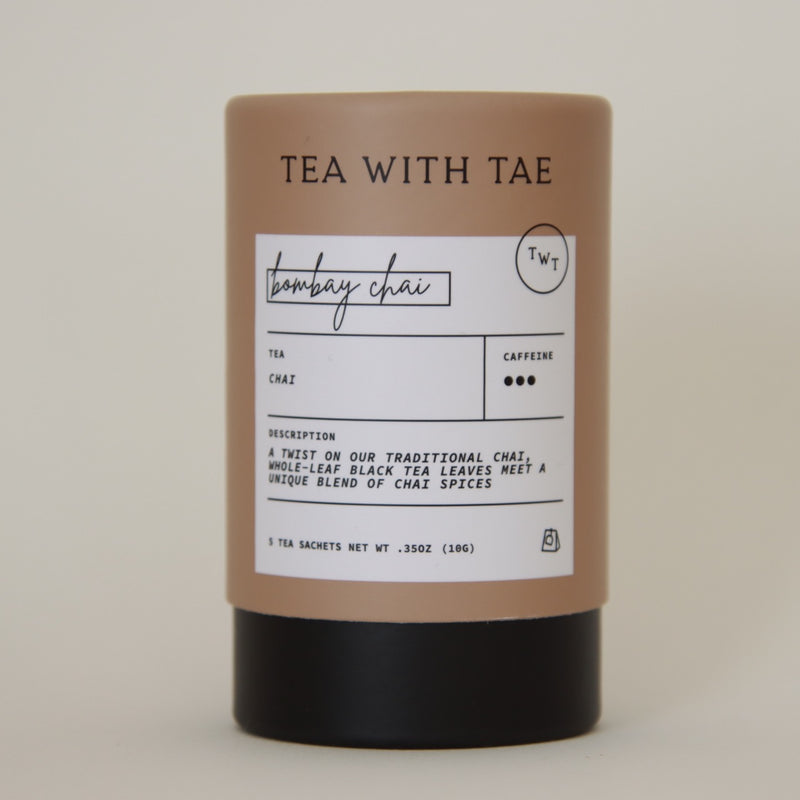 TEA WITH TAE
TWT
bombay chai
TEA
CAFFEINE
CHAI
DESCRIPTION
A TWIST ON OUR TRADITIONAL CHAI,
WHOLE-LEAF BLACK TEA LEAVES MEET A
UNIQUE BLEND OF CHAI SPICES
5 TEA SACHETS NET WT .35OZ (10G)